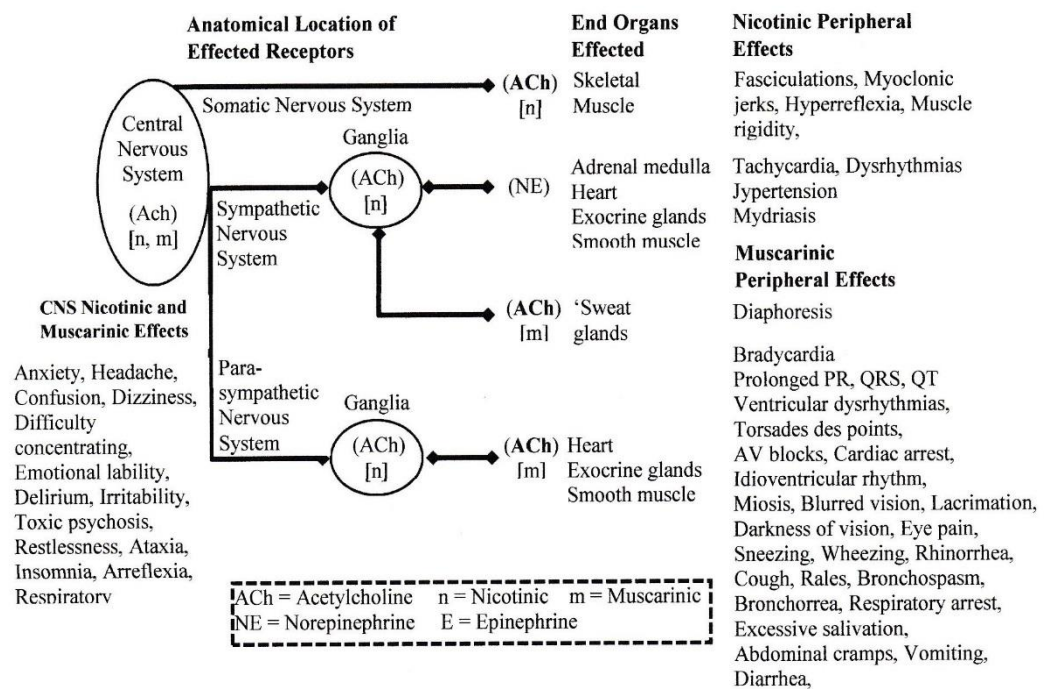 Anatomical Location of
Effected Receptors
End Organs
Effected
Nicotinic Peripheral
Effects
Central
Nervous
System
(Ach)
[n, m]
Somatic Nervous System
(ACh)
[n]
Skeletal
Muscle
Fasciculations, Myoclonic
jerks, Hyperreflexia, Muscle
rigidity,
Sympathetic
Nervous
System
Ganglia
(ACh)
[n]
(NE)
Adrenal medulla
Heart
Exocrine glands
Smooth muscle
Tachycardia, Dysrhythmias
Jypertension
Mydriasis
Muscarinic
Peripheral Effects
(ACh)
[m]
‘Sweat
glands
Diaphoresis
CNS Nicotinic and
Muscarinic Effects
Anxiety, Headache,
Confusion, Dizziness,
Difficulty
concentrating,
Emotional lability,
Delirium, Irritability,
Toxic psychosis,
Restlessness, Ataxia,
Insomnia, Arreflexia,
Respiratory
Para-
sympathetic
Nervous
System
Ganglia
(ACh)
[n]
(ACh)
[m]
Heart
Exocrine glands
Smooth muscle
Bradycardia
Prolonged PR, QRS, QT
Ventricular dysrhythmias,
Torsades des points,
AV blocks, Cardiac arrest,
Idioventricular rhythm,
Miosis, Blurred vision, Lacrimation,
Darkness of vision, Eye pain,
Sneezing, Wheezing, Rhinorrhea,
Cough, Rales, Bronchospasm,
Bronchorrea, Respiratory arrest,
Excessive salivation,
Abdominal cramps, Vomiting,
Diarrhea,
ACh = Acetylcholine n = Nicotinic m = Muscarinic
NE = Norepinephrine E = Epinephrine